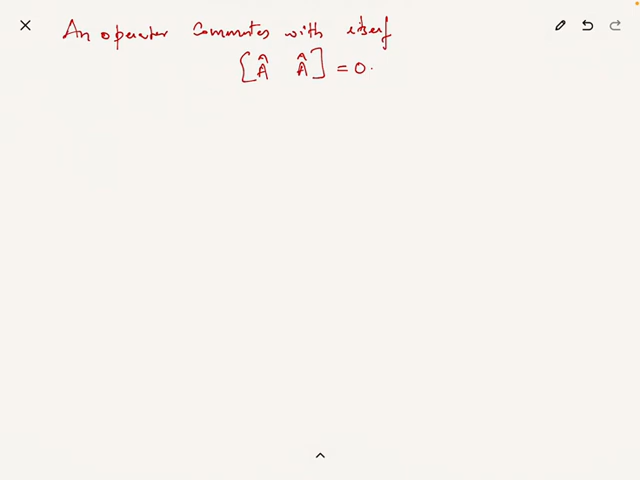 An operator commutes with itself
[Â Â] = 0.